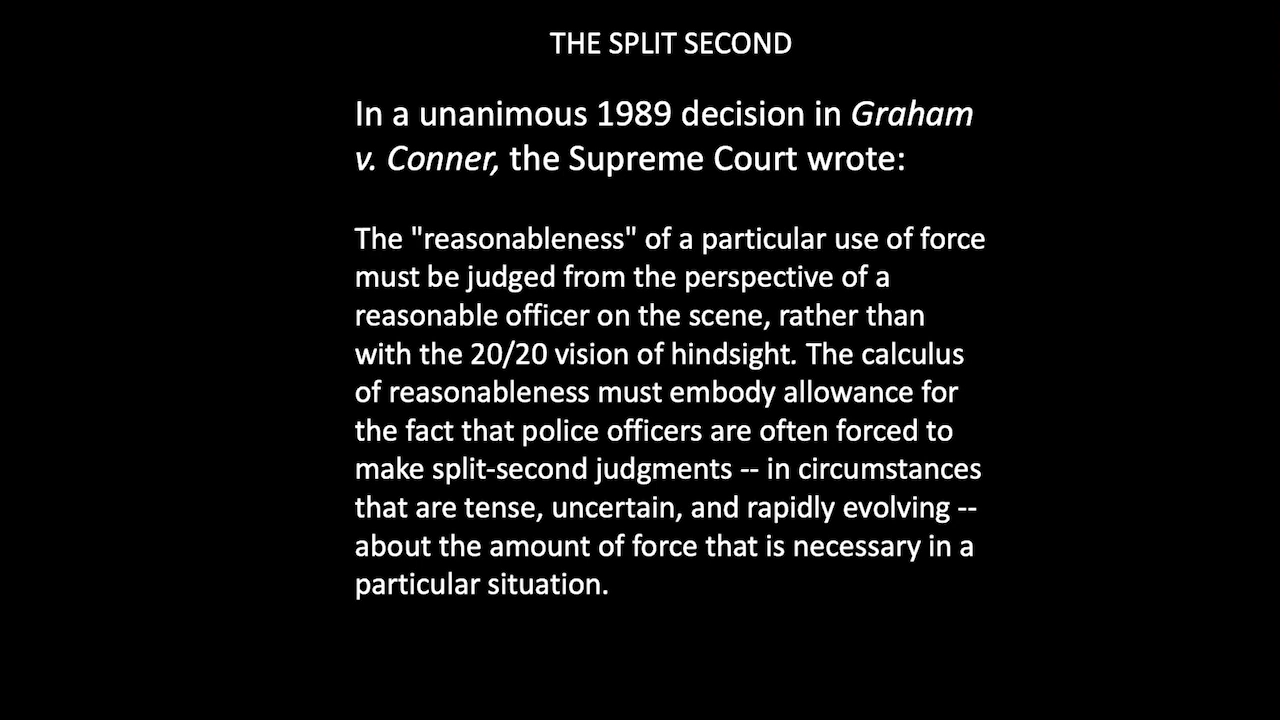 THE SPLIT SECOND
In a unanimous 1989 decision in Graham
v. Conner, the Supreme Court wrote:
The "reasonableness" of a particular use of force
must be judged from the perspective of a
reasonable officer on the scene, rather than
with the 20/20 vision of hindsight. The calculus
of reasonableness must embody allowance for
the fact that police officers are often forced to
make split-second judgments -- in circumstances
that are tense, uncertain, and rapidly evolving --
about the amount of force that is necessary in a
particular situation.